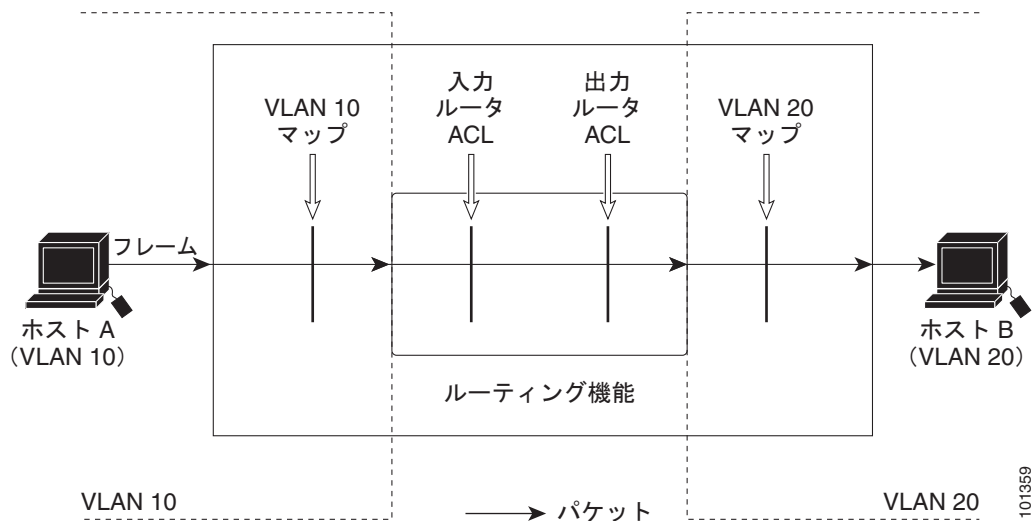 VLAN 10
マップ
入力
ルータ
ACL
出力
ルータ
ACL
VLAN 20
マップ
フレーム
ホスト A
（VLAN 10）
ホスト B
（VLAN 20）
ルーティング機能
VLAN 10
パケット
VLAN 20
101359